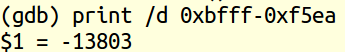 (gdb) print /d 0xbfff-0xf5ea
$1 = -13803